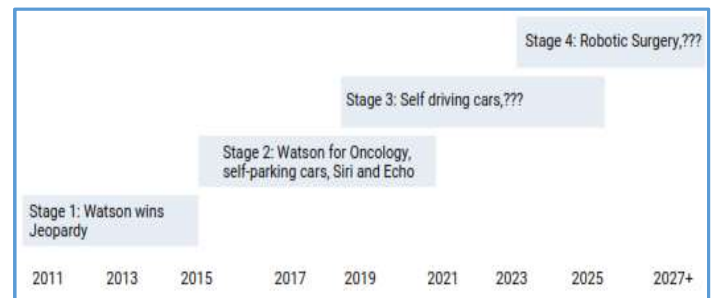 Stage 4: Robotic Surgery,???
Stage 3: Self driving cars,???
Stage 2: Watson for Oncology,
self-parking cars, Siri and Echo
Stage 1: Watson wins
Jeopardy
2011 2013 2015 2017 2019 2021 2023 2025 2027+